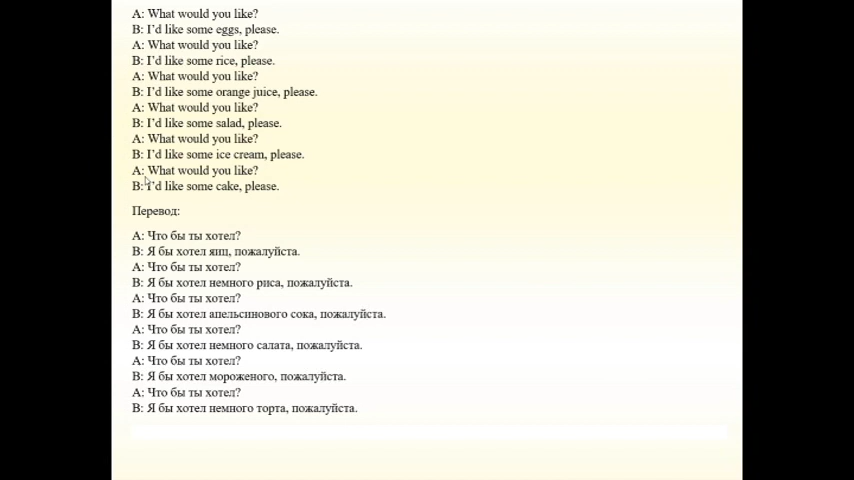 A: What would you like?
B: I’d like some eggs, please.
A: What would you like?
B: I’d like some rice, please.
A: What would you like?
B: I’d like some orange juice, please.
A: What would you like?
B: I’d like some salad, please.
A: What would you like?
B: I’d like some ice cream, please.
A: What would you like?
B: I’d like some cake, please.
Перевод:
А: Что бы ты хотел?
В: Я бы хотел яиц, пожалуйста.
А: Что бы ты хотел?
В: Я бы хотел немного риса, пожалуйста.
А: Что бы ты хотел?
В: Я бы хотел апельсинового сока, пожалуйста.
А: Что бы ты хотел?
В: Я бы хотел немного салата, пожалуйста.
А: Что бы ты хотел?
В: Я бы хотел мороженого, пожалуйста.
А: Что бы ты хотел?
В: Я бы хотел немного торта, пожалуйста.